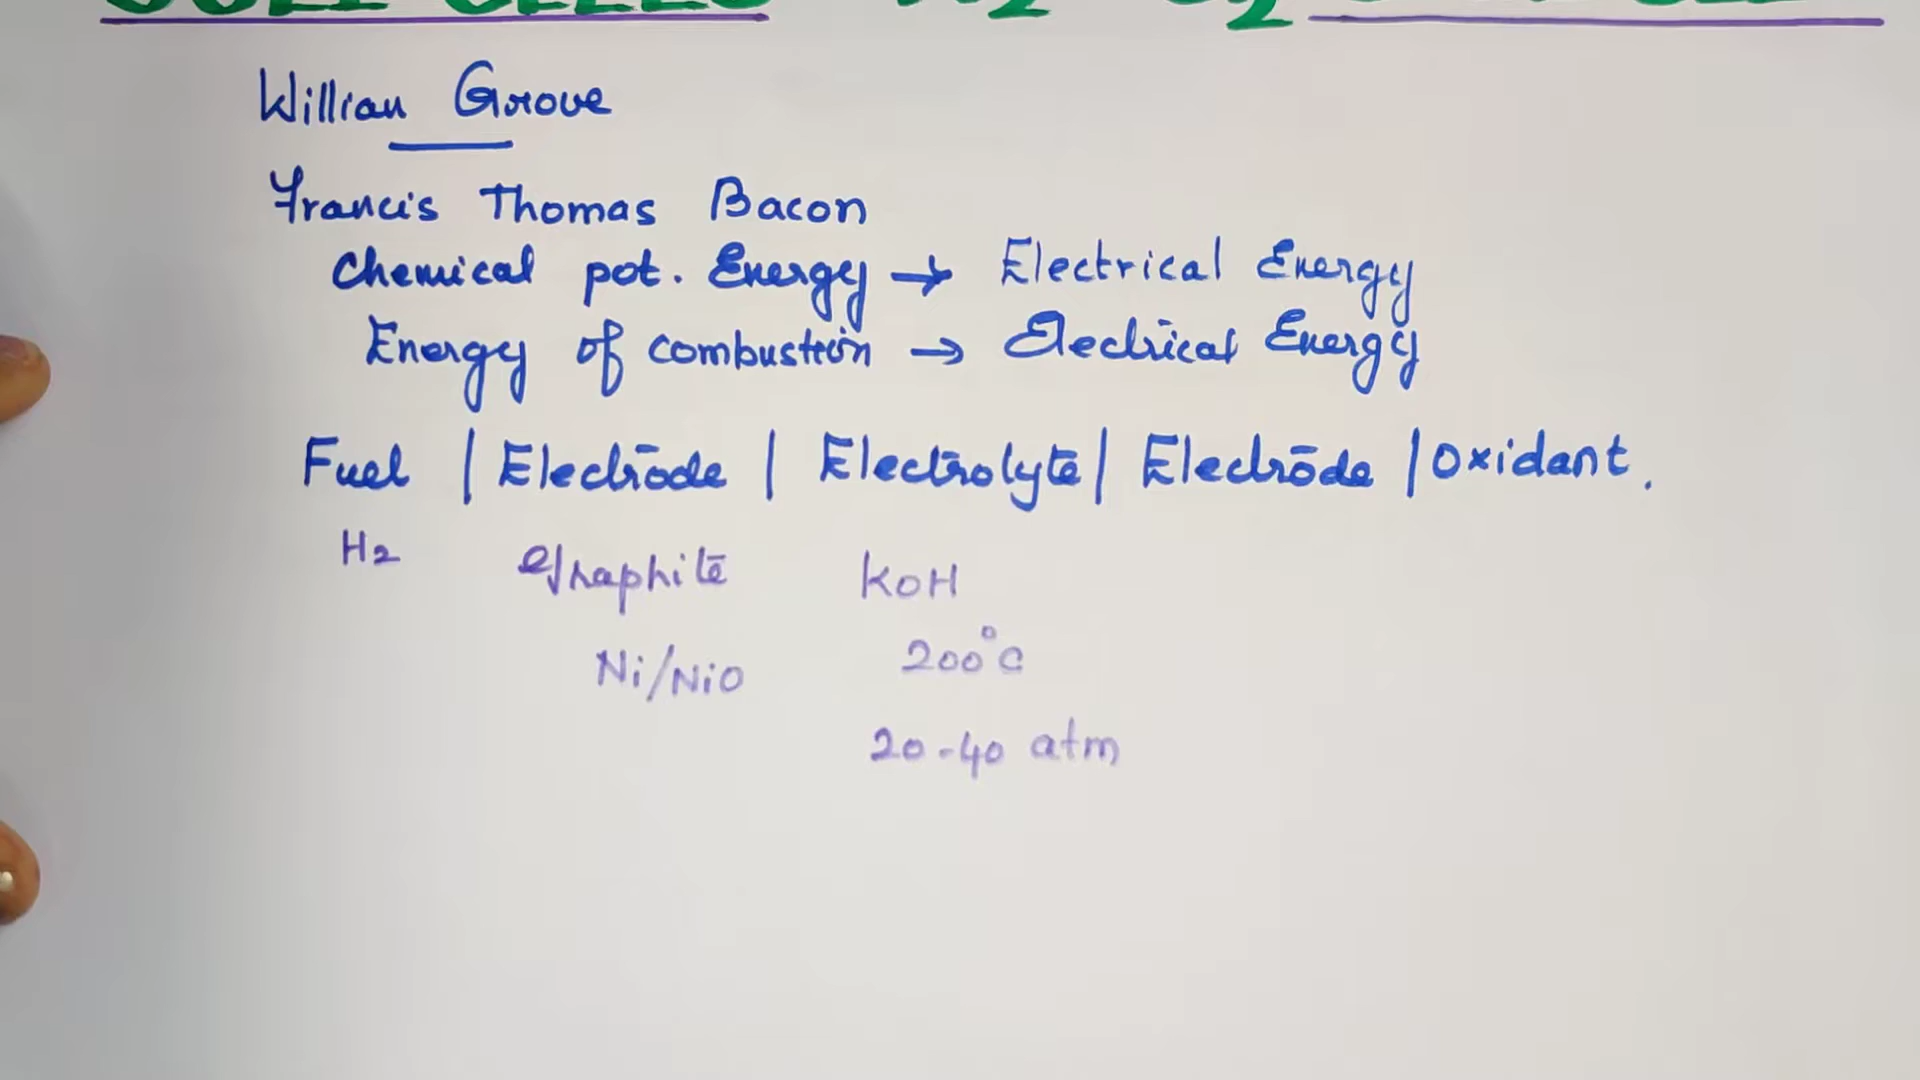 Willian Grove
Francis Thomas Bacon
Chemical pot. Energy → Electrical Energy
Energy of combustion → Electrical Energy
Fuel | Electrode | Electrolyte | Electrode | Oxidant.
H2 Graphite KOH
Ni/NiO 200°C
20-40 atm